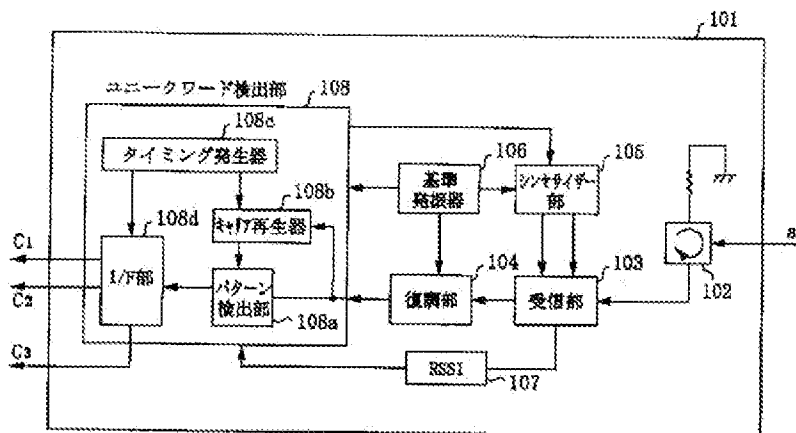 101
ユニークワード検出部
108
108c
タイミング発生器
108b
キャリア再生器
108d
I/F部
パターン
検出部
108a
C1
C2
C3
106
基準
発振器
105
シンセサイザー
部
104
復調部
103
受信部
102
a
RSSI
107